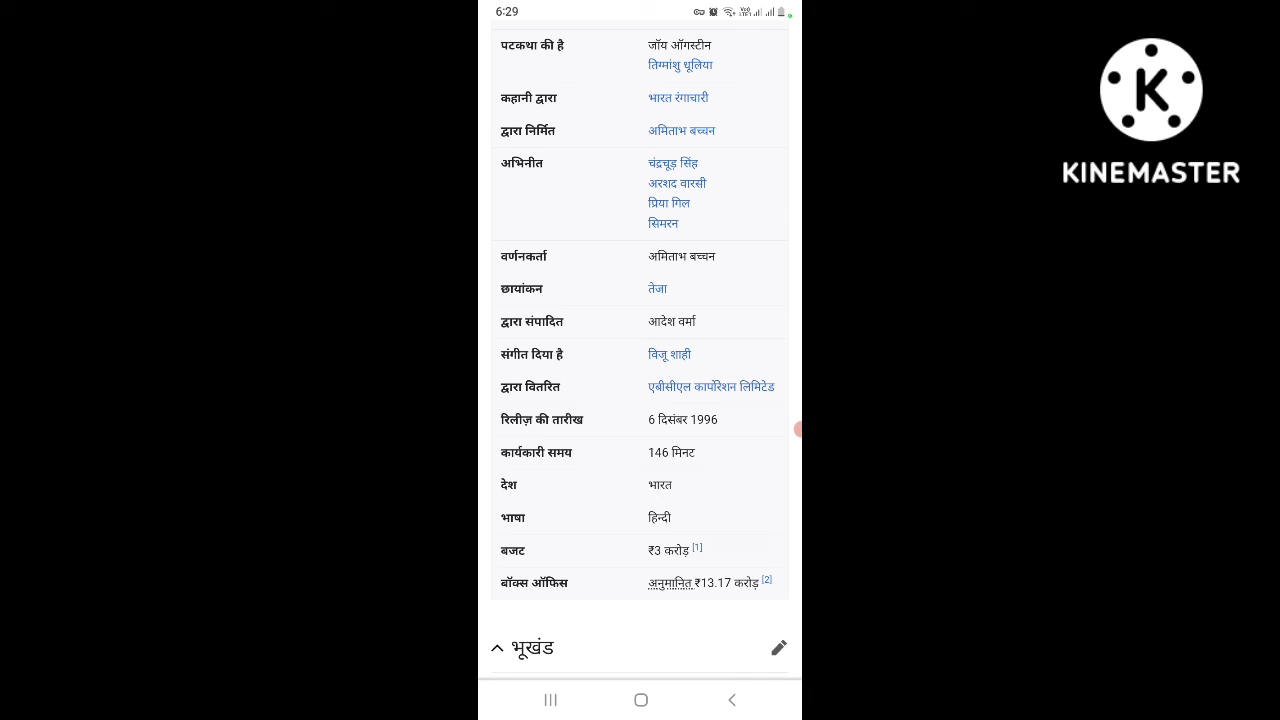 6:29
पटकथा की है जॉय ऑगस्टीन
तिग्मांशु धूलिया
कहानी द्वारा भारत रंगाचारी
द्वारा निर्मित अमिताभ बच्चन
अभिनीत चंद्रचूड़ सिंह
अरशद वारसी
प्रिया गिल
सिमरन
वर्णनकर्ता अमिताभ बच्चन
छायांकन तेजा
द्वारा संपादित आदेश वर्मा
संगीत दिया है विजू शाही
द्वारा वितरित एबीसीएल कार्पोरेशन लिमिटेड
रिलीज़ की तारीख 6 दिसंबर 1996
कार्यकारी समय 146 मिनट
देश भारत
भाषा हिन्दी
बजट ₹3 करोड़ [1]
बॉक्स ऑफिस अनुमानित ₹13.17 करोड़ [2]
भूखंड
K
KINEMASTER